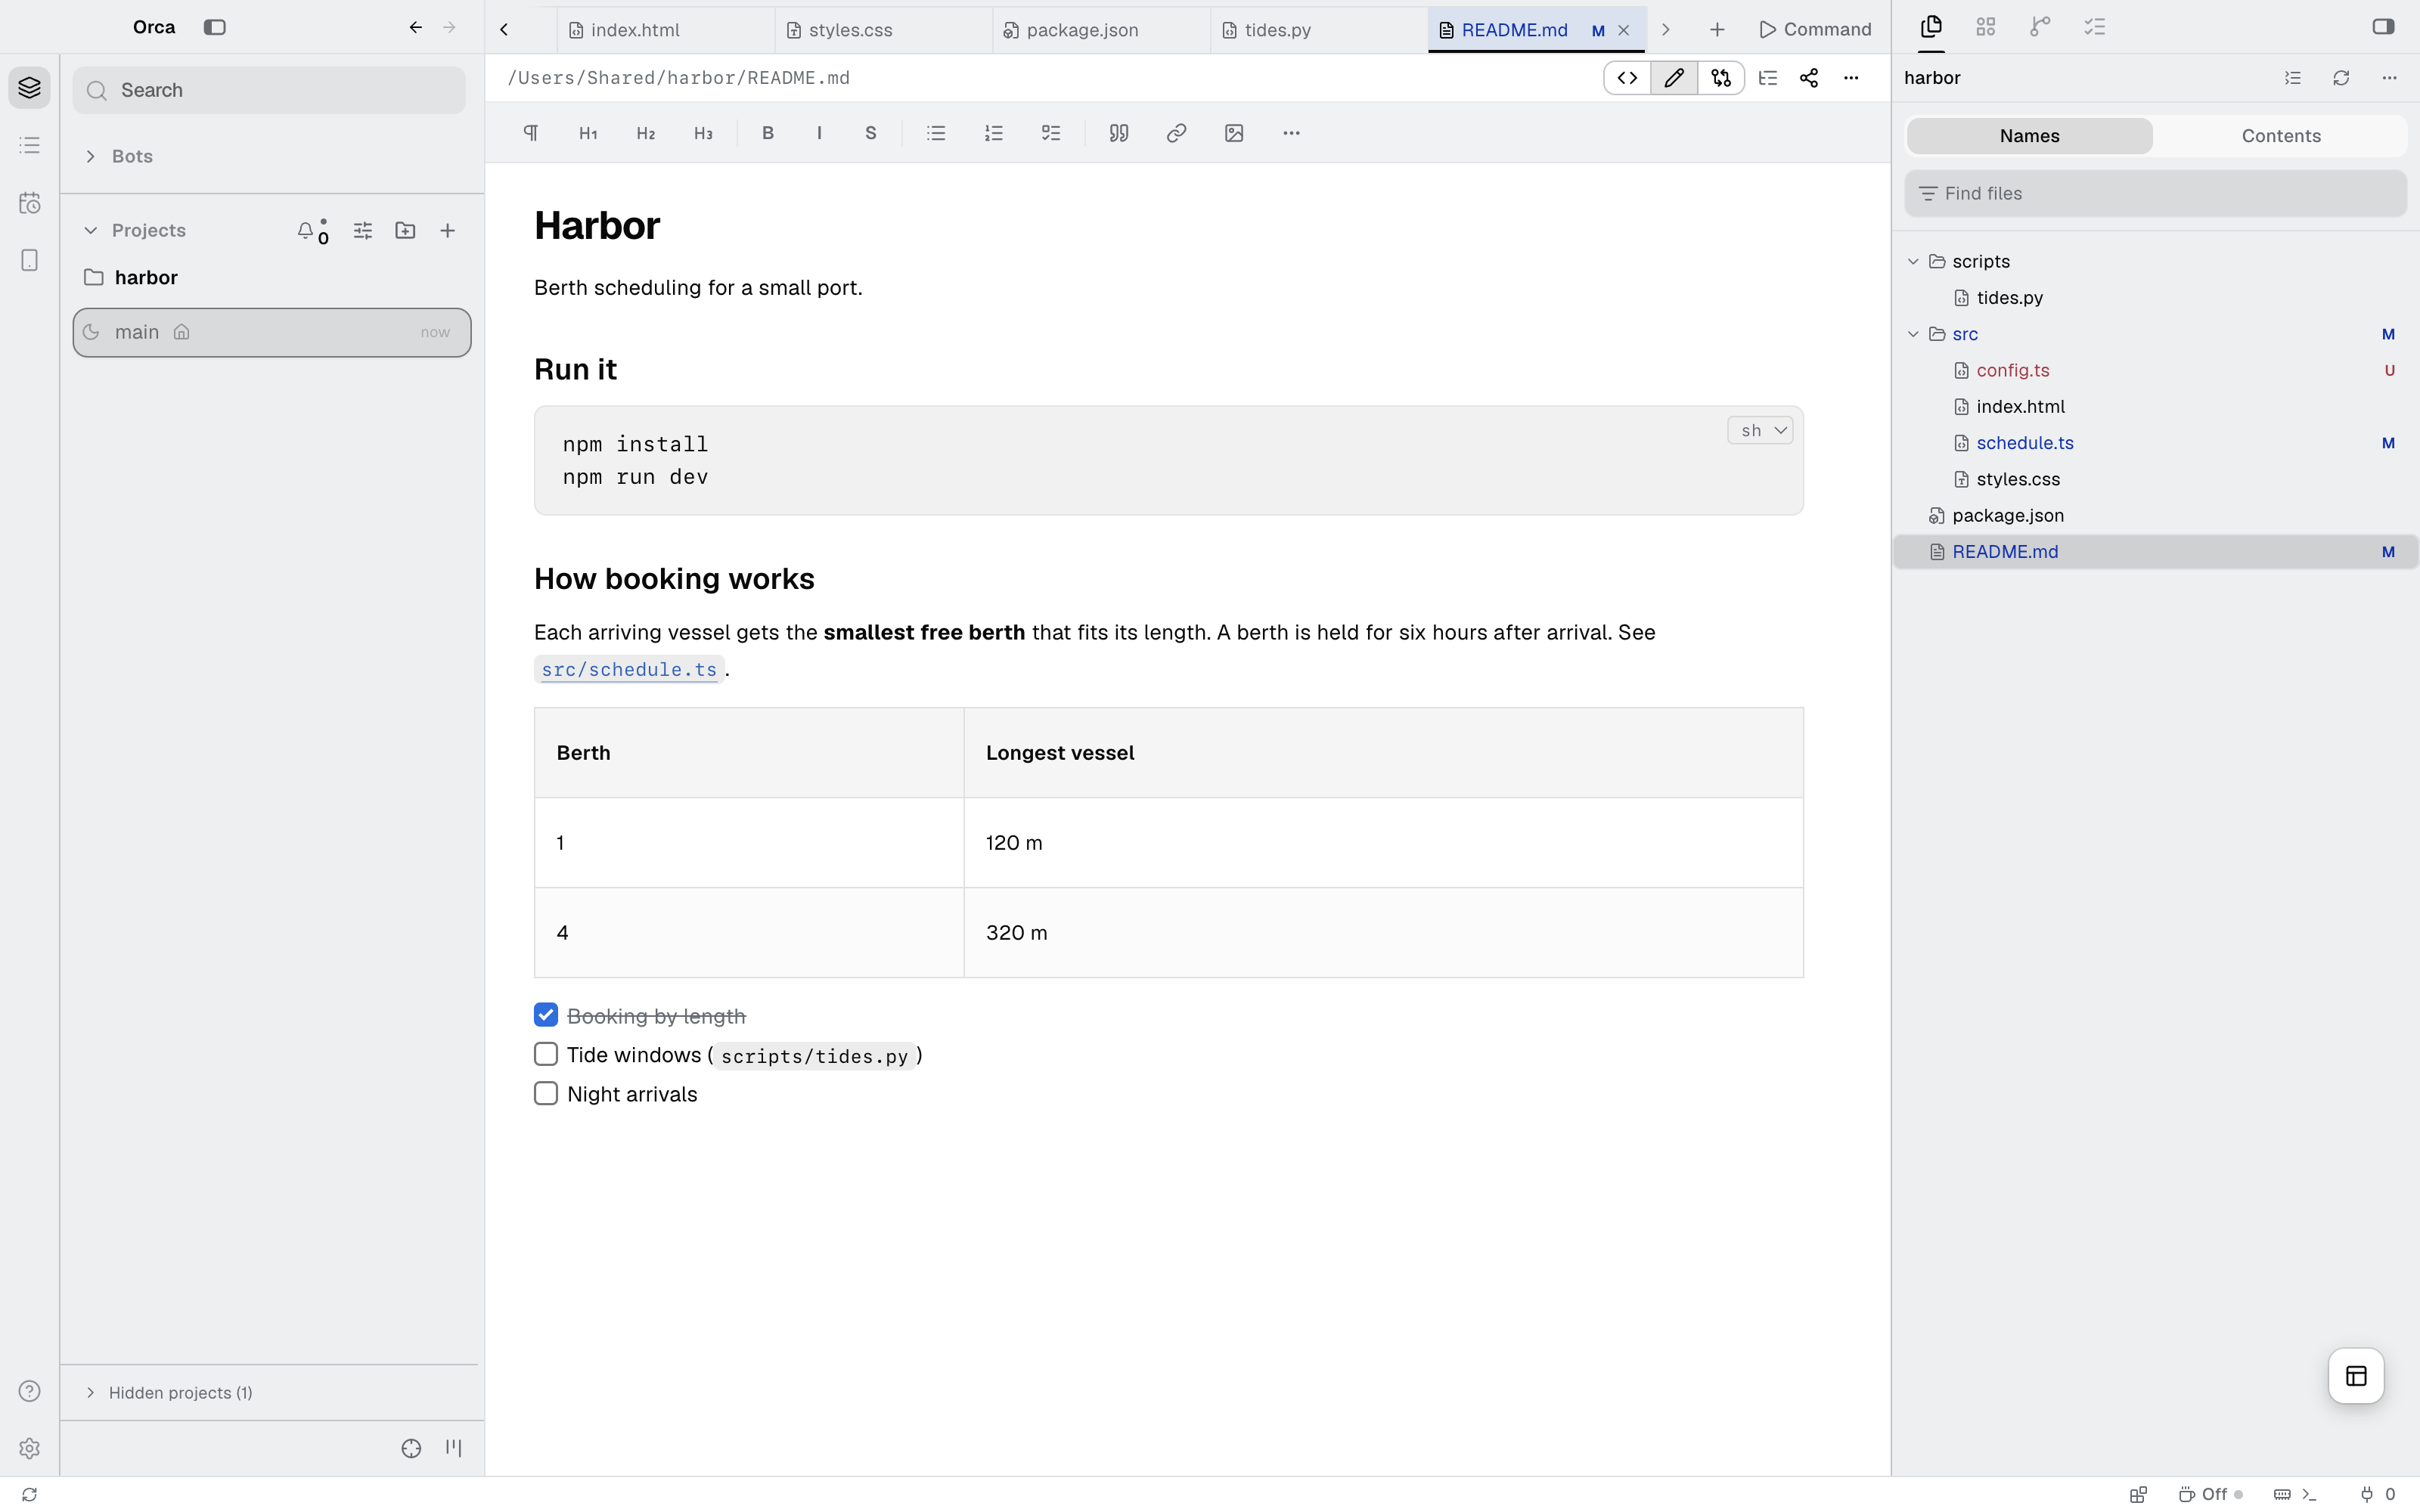 Orca
index.html
styles.css
package.json
tides.py
README.md M
Command
Search
/Users/Shared/harbor/README.md
harbor
Bots
H1 H2 H3 B I S
Names
Contents
Find files
Projects
0
harbor
main
now
Harbor
Berth scheduling for a small port.
Run it
sh
npm install
npm run dev
How booking works
Each arriving vessel gets the smallest free berth that fits its length. A berth is held for six hours after arrival. See
src/schedule.ts.
Berth Longest vessel
1 120 m
4 320 m
Booking by length
Tide windows (scripts/tides.py)
Night arrivals
scripts
tides.py
src M
config.ts U
index.html
schedule.ts M
styles.css
package.json
README.md M
Hidden projects (1)
Off
0